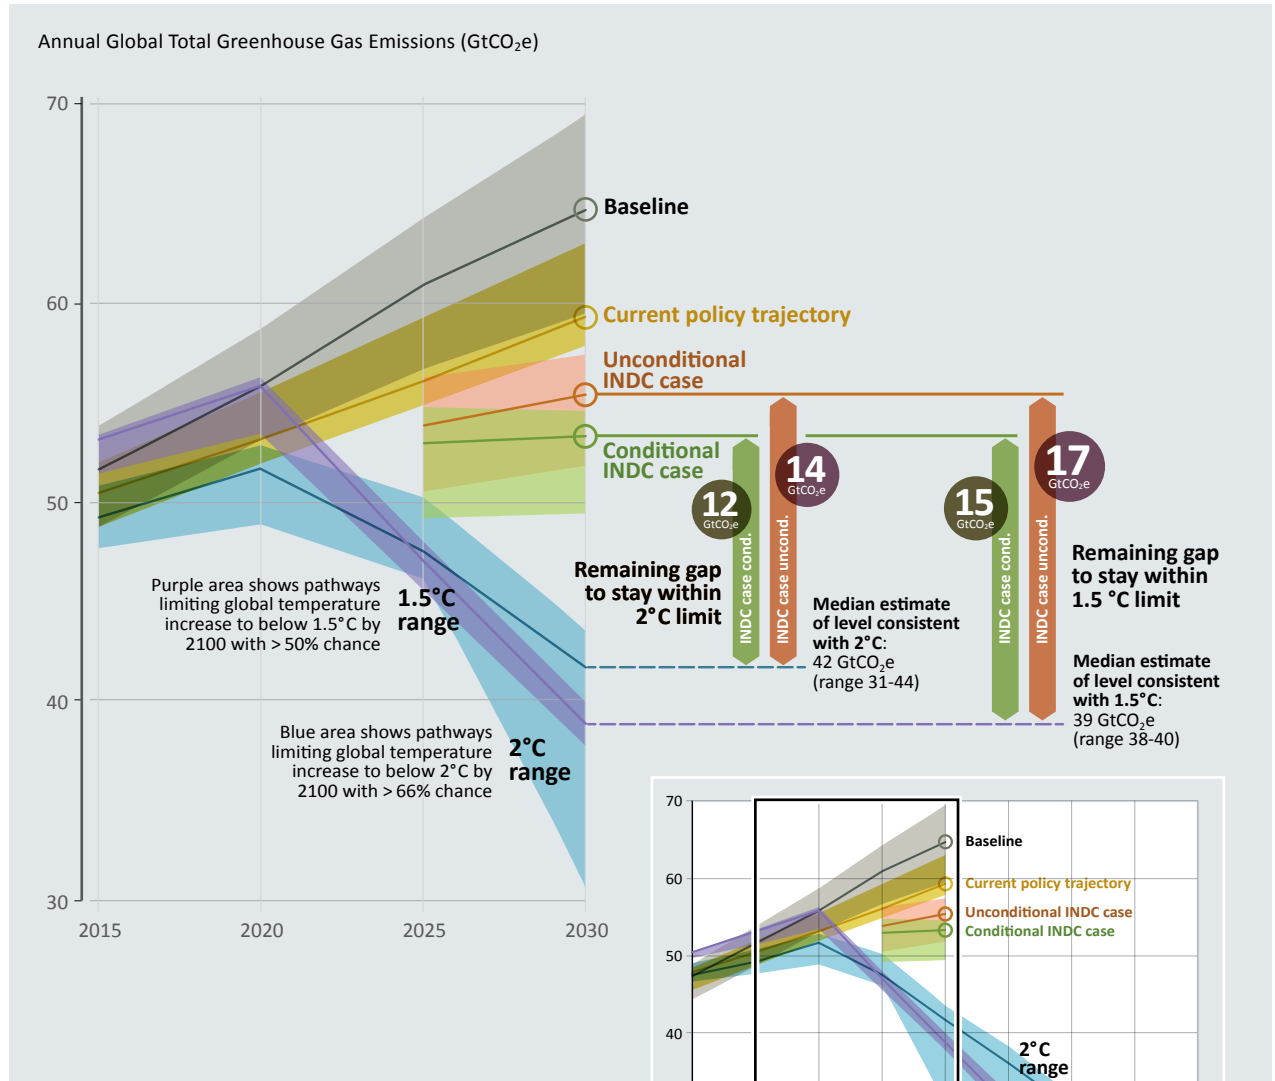 Annual Global Total Greenhouse Gas Emissions (GtCO₂e)
70
60
50
40
30
2015
2020
2025
2030
Baseline
Current policy trajectory
Unconditional
INDC case
Conditional
INDC case
12
GtCO₂e
14
GtCO₂e
15
GtCO₂e
17
GtCO₂e
INDC case cond.
INDC case uncond.
INDC case cond.
INDC case uncond.
Remaining gap
to stay within
2°C limit
Remaining gap
to stay within
1.5 °C limit
Median estimate
of level consistent
with 2°C:
42 GtCO₂e
(range 31-44)
Median estimate
of level consistent
with 1.5°C:
39 GtCO₂e
(range 38-40)
Purple area shows pathways
limiting global temperature
increase to below 1.5°C by
2100 with > 50% chance
1.5°C
range
Blue area shows pathways
limiting global temperature
increase to below 2°C by
2100 with > 66% chance
2°C
range
70
60
50
40
Baseline
Current policy trajectory
Unconditional INDC case
Conditional INDC case
2°C
range